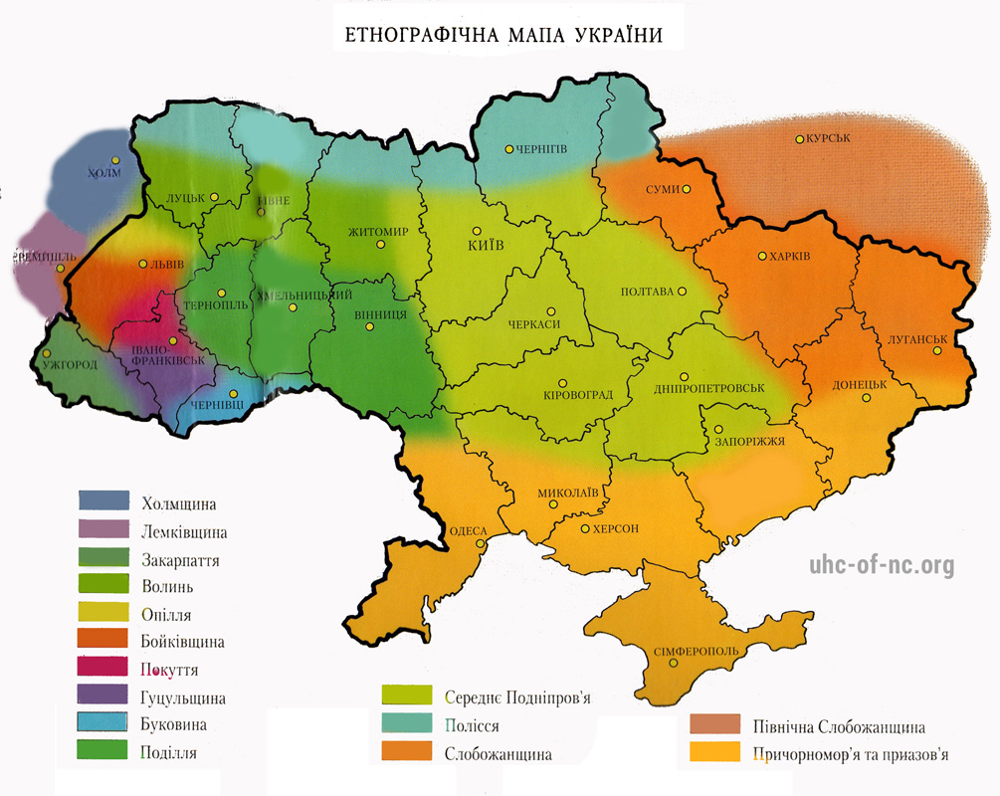 ЕТНОГРАФІЧНА МАПА УКРАЇНИ
КУРСЬК
ЧЕРНІГІВ
ХОЛМ
СУМИ
ЛУЦЬК
ІВНЕ
ЖИТОМИР
КИЇВ
РЕМИШЛЬ
ЛЬВІВ
ХАРКІВ
ТЕРНОПІЛЬ
ХМЕЛЬНИЦЬКИЙ
ПОЛТАВА
ВІННИЦЯ
ЧЕРКАСИ
ІВАНО-
ФРАНКІВСЬК
ЛУГАНСЬК
УЖГОРОД
ДНІПРОПЕТРОВСЬК
ДОНЕЦЬК
КІРОВОГРАД
ЧЕРНІВЦІ
ЗАПОРІЖЖЯ
МИКОЛАЇВ
ОДЕСА
ХЕРСОН
uhc-of-nc.org
СІМФЕРОПОЛЬ
Холмщина
Лемківщина
Закарпаття
Волинь
Опілля
Бойківщина
Покуття
Гуцульщина
Буковина
Поділля
Середнє Подніпров'я
Полісся
Слобожанщина
Північна Слобожанщина
Причорномор'я та приазов'я